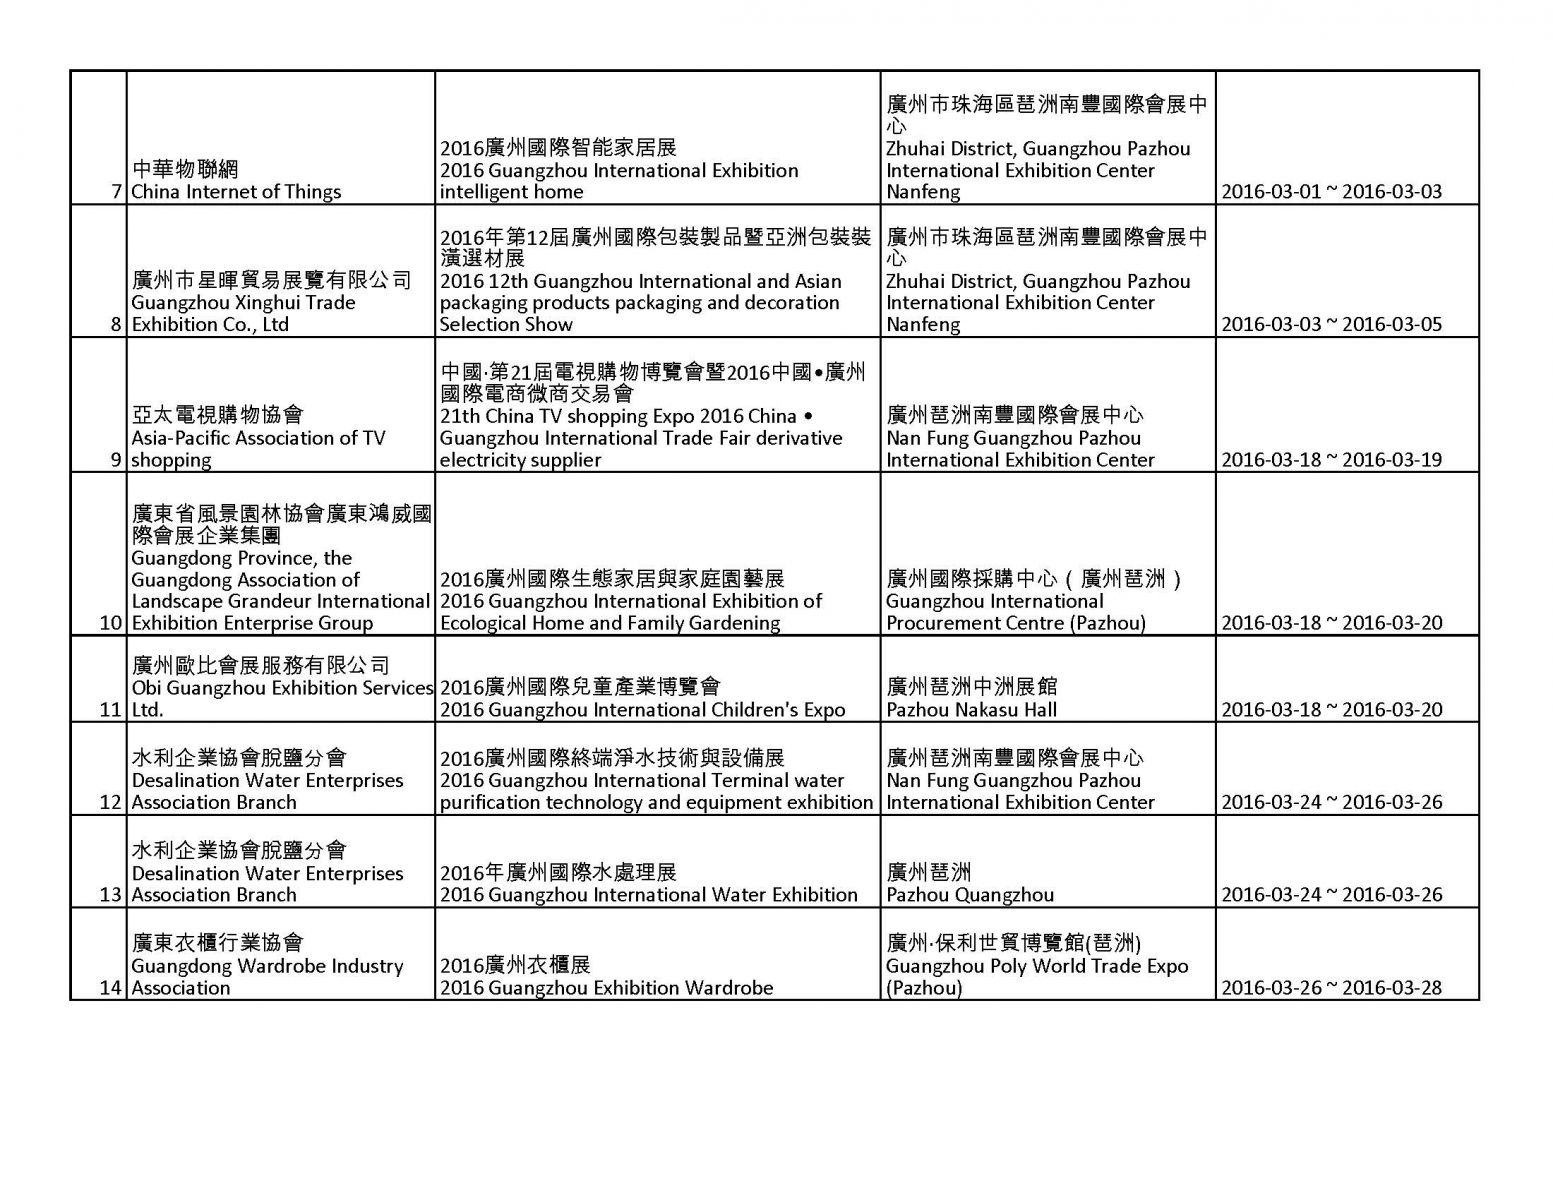 7
中華物聯網
China Internet of Things
2016廣州國際智能家居展
2016 Guangzhou International Exhibition
intelligent home
廣州市珠海區琶洲南豐國際會展中
心
Zhuhai District, Guangzhou Pazhou
International Exhibition Center
Nanfeng
2016-03-01 ~ 2016-03-03
8
廣州市星暉貿易展覽有限公司
Guangzhou Xinghui Trade
Exhibition Co., Ltd
2016年第12屆廣州國際包裝製品暨亞洲包裝裝
潢選材展
2016 12th Guangzhou International and Asian
packaging products packaging and decoration
Selection Show
廣州市珠海區琶洲南豐國際會展中
心
Zhuhai District, Guangzhou Pazhou
International Exhibition Center
Nanfeng
2016-03-03 ~ 2016-03-05
9
亞太電視購物協會
Asia-Pacific Association of TV
shopping
中國·第21屆電視購物博覽會暨2016中國•廣州
國際電商微商交易會
21th China TV shopping Expo 2016 China •
Guangzhou International Trade Fair derivative
electricity supplier
廣州琶洲南豐國際會展中心
Nan Fung Guangzhou Pazhou
International Exhibition Center
2016-03-18 ~ 2016-03-19
10
廣東省風景園林協會廣東鴻威國
際會展企業集團
Guangdong Province, the
Guangdong Association of
Landscape Grandeur International
Exhibition Enterprise Group
2016廣州國際生態家居與家庭園藝展
2016 Guangzhou International Exhibition of
Ecological Home and Family Gardening
廣州國際採購中心（廣州琶洲）
Guangzhou International
Procurement Centre (Pazhou)
2016-03-18 ~ 2016-03-20
11
廣州歐比會展服務有限公司
Obi Guangzhou Exhibition Services
Ltd.
2016廣州國際兒童產業博覽會
2016 Guangzhou International Children's Expo
廣州琶洲中洲展館
Pazhou Nakasu Hall
2016-03-18 ~ 2016-03-20
12
水利企業協會脫鹽分會
Desalination Water Enterprises
Association Branch
2016廣州國際終端淨水技術與設備展
2016 Guangzhou International Terminal water
purification technology and equipment exhibition
廣州琶洲南豐國際會展中心
Nan Fung Guangzhou Pazhou
International Exhibition Center
2016-03-24 ~ 2016-03-26
13
水利企業協會脫鹽分會
Desalination Water Enterprises
Association Branch
2016年廣州國際水處理展
2016 Guangzhou International Water Exhibition
廣州琶洲
Pazhou Quangzhou
2016-03-24 ~ 2016-03-26
14
廣東衣櫃行業協會
Guangdong Wardrobe Industry
Association
2016廣州衣櫃展
2016 Guangzhou Exhibition Wardrobe
廣州·保利世貿博覽館(琶洲)
Guangzhou Poly World Trade Expo
(Pazhou)
2016-03-26 ~ 2016-03-28